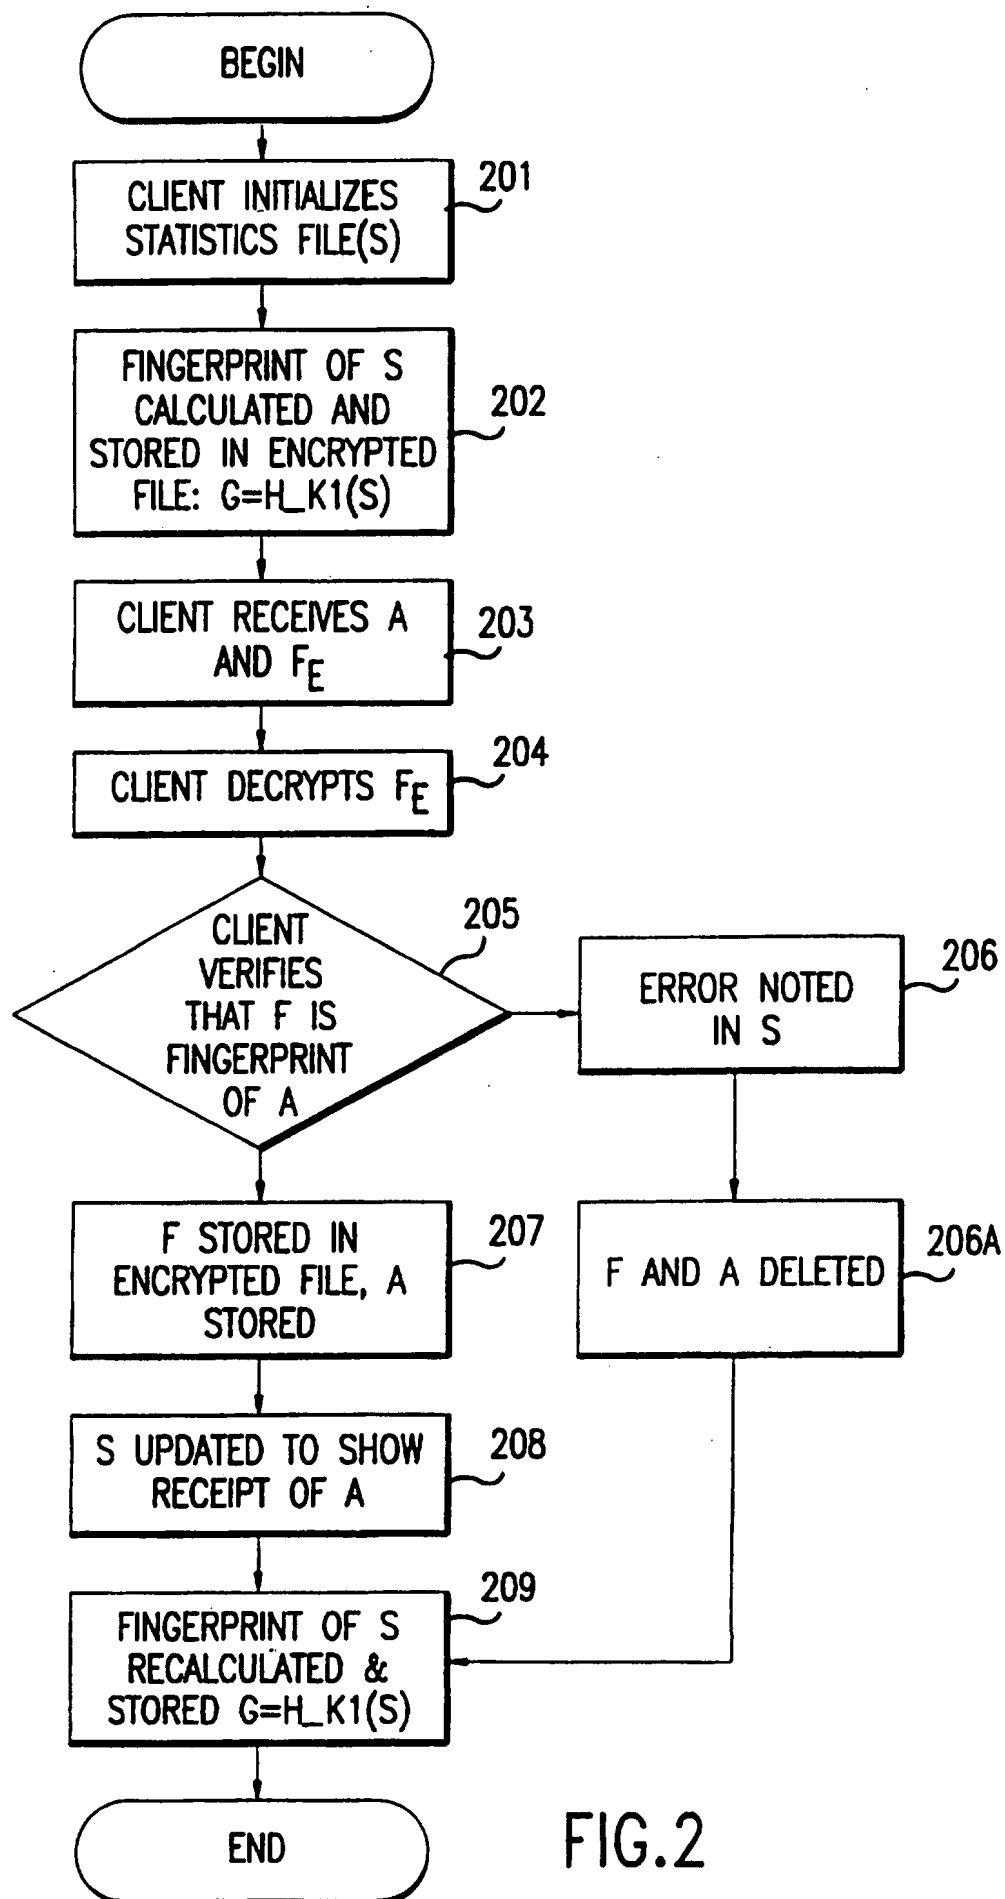 BEGIN
CLIENT INITIALIZES
STATISTICS FILE(S)
201
FINGERPRINT OF S
CALCULATED AND
STORED IN ENCRYPTED
FILE: G=H_K1(S)
202
CLIENT RECEIVES A
AND FE
203
CLIENT DECRYPTS FE
204
CLIENT
VERIFIES
THAT F IS
FINGERPRINT
OF A
205
ERROR NOTED
IN S
206
F STORED IN
ENCRYPTED FILE, A
STORED
207
F AND A DELETED
206A
S UPDATED TO SHOW
RECEIPT OF A
208
FINGERPRINT OF S
RECALCULATED &
STORED G=H_K1(S)
209
END
FIG.2